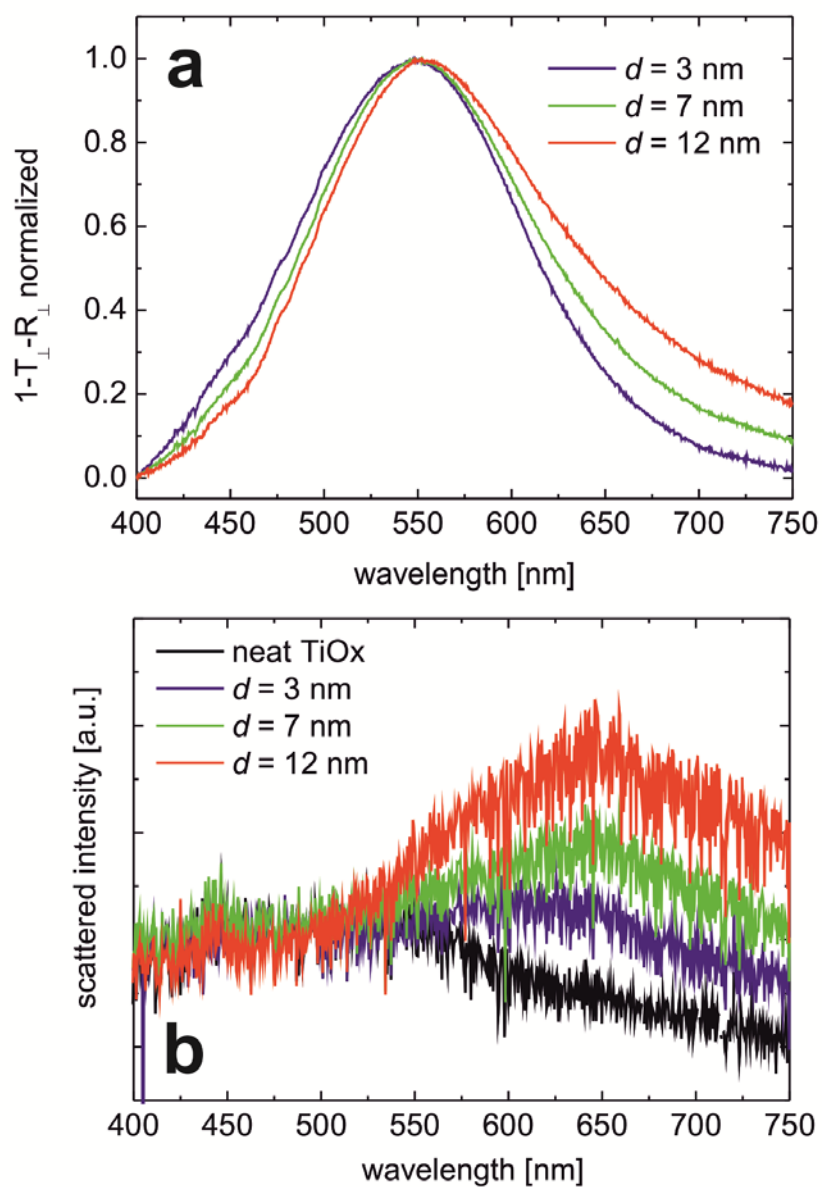 a
d = 3 nm
d = 7 nm
d = 12 nm
1-T⊥-R⊥ normalized
1.0
0.8
0.6
0.4
0.2
0.0
400 450 500 550 600 650 700 750
wavelength [nm]
neat TiOx
d = 3 nm
d = 7 nm
d = 12 nm
scattered intensity [a.u.]
b
400 450 500 550 600 650 700 750
wavelength [nm]